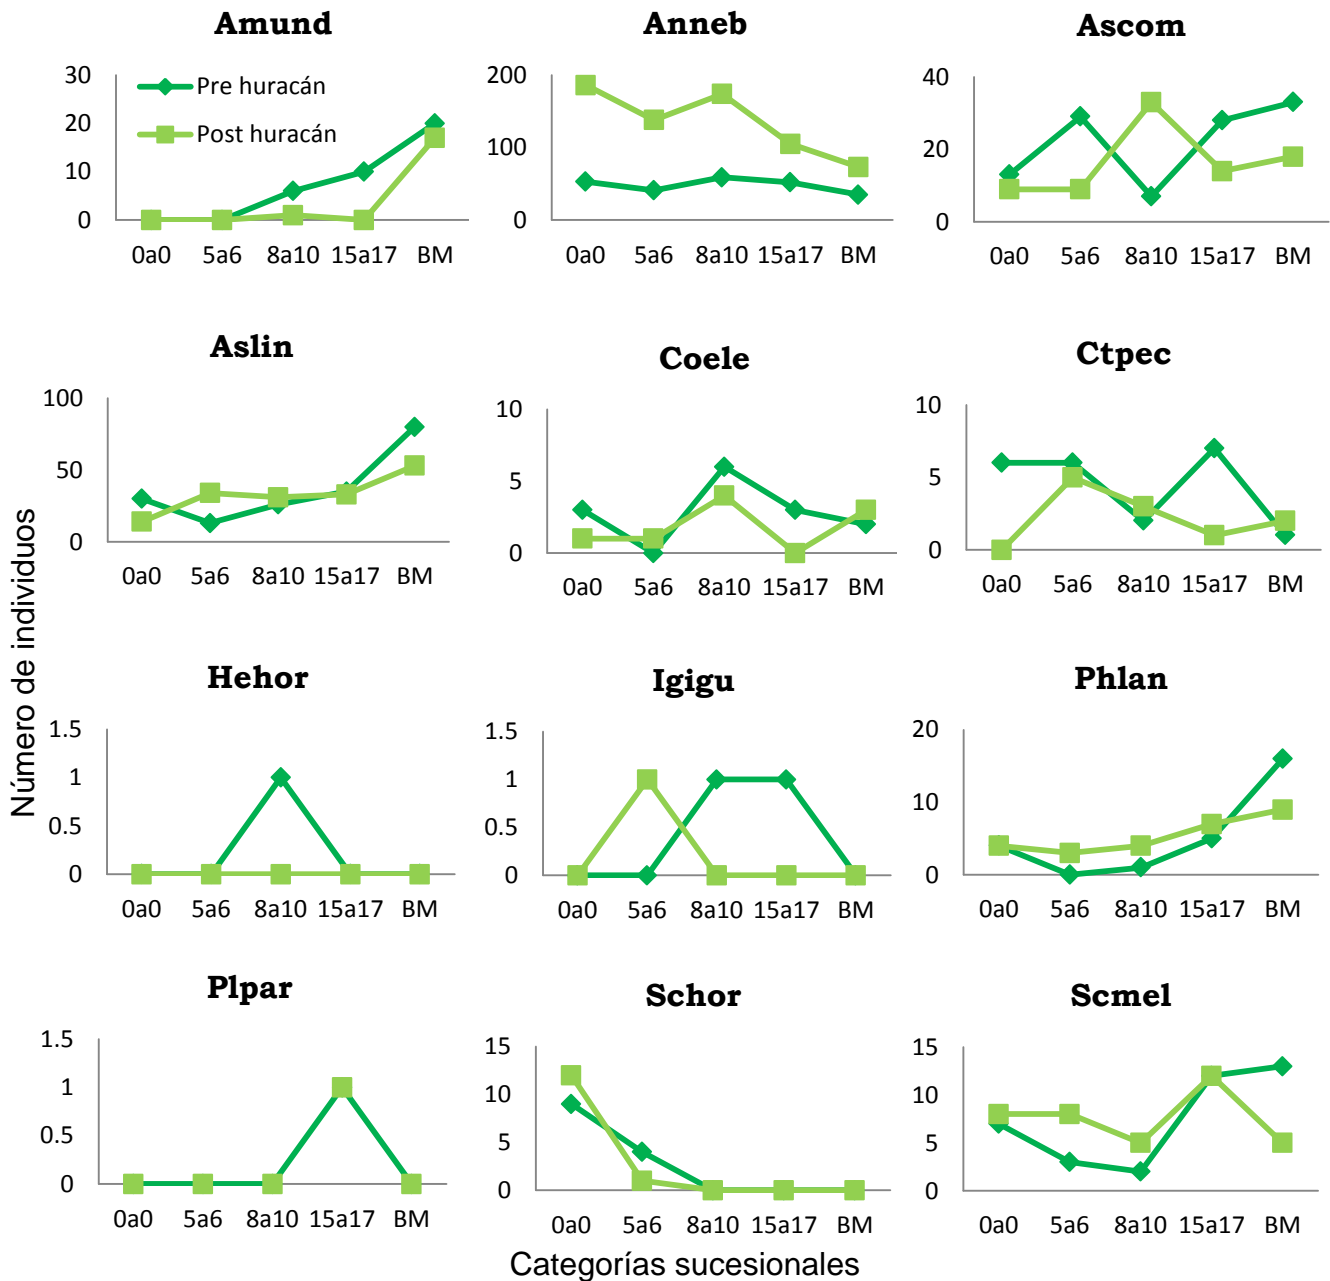 Amund
30
20
10
0
Pre huracán
Post huracán
0a0 5a6 8a10 15a17 BM
Anneb
200
100
0
0a0 5a6 8a10 15a17 BM
Ascom
40
20
0
0a0 5a6 8a10 15a17 BM
Aslin
100
50
0
0a0 5a6 8a10 15a17 BM
Coele
10
5
0
0a0 5a6 8a10 15a17 BM
Ctpec
10
5
0
0a0 5a6 8a10 15a17 BM
Número de individuos
Hehor
1.5
1
0.5
0
0a0 5a6 8a10 15a17 BM
Igigu
1.5
1
0.5
0
0a0 5a6 8a10 15a17 BM
Phlan
20
10
0
0a0 5a6 8a10 15a17 BM
Plpar
1.5
1
0.5
0
0a0 5a6 8a10 15a17 BM
Schor
15
10
5
0
0a0 5a6 8a10 15a17 BM
Scmel
15
10
5
0
0a0 5a6 8a10 15a17 BM
Categorías sucesionales